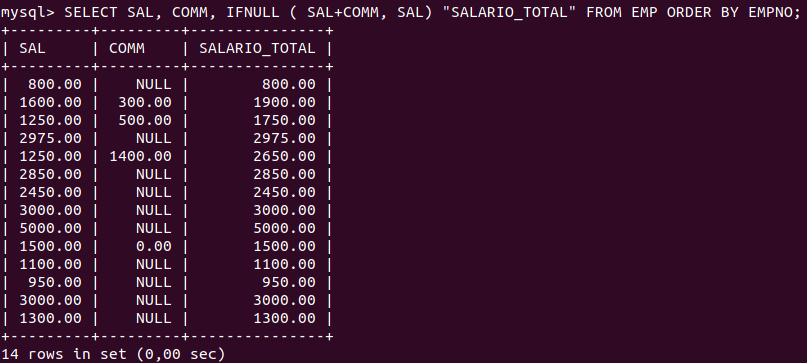 mysql> SELECT SAL, COMM, IFNULL ( SAL+COMM, SAL) "SALARIO_TOTAL" FROM EMP ORDER BY EMPNO;
+---------+---------+---------------+
| SAL     | COMM    | SALARIO_TOTAL |
+---------+---------+---------------+
|  800.00 |    NULL |        800.00 |
| 1600.00 |  300.00 |       1900.00 |
| 1250.00 |  500.00 |       1750.00 |
| 2975.00 |    NULL |       2975.00 |
| 1250.00 | 1400.00 |       2650.00 |
| 2850.00 |    NULL |       2850.00 |
| 2450.00 |    NULL |       2450.00 |
| 3000.00 |    NULL |       3000.00 |
| 5000.00 |    NULL |       5000.00 |
| 1500.00 |    0.00 |       1500.00 |
| 1100.00 |    NULL |       1100.00 |
|  950.00 |    NULL |        950.00 |
| 3000.00 |    NULL |       3000.00 |
| 1300.00 |    NULL |       1300.00 |
+---------+---------+---------------+
14 rows in set (0,00 sec)